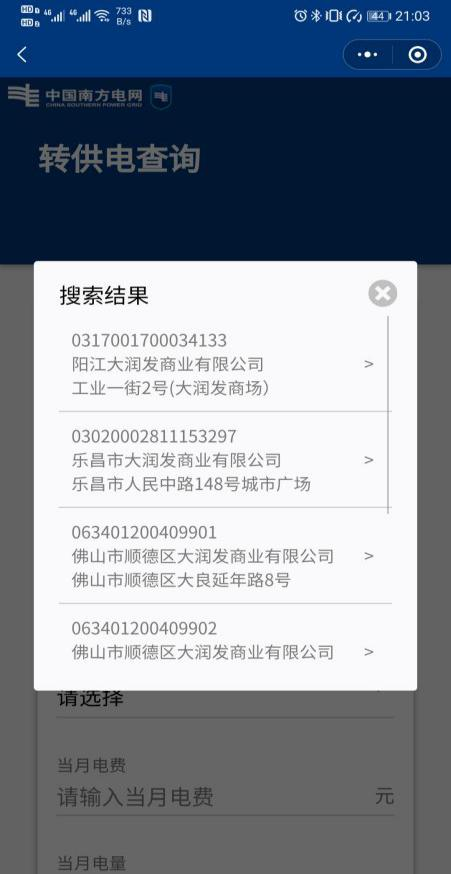 HD 1 4G 4G 733 B/s HD 2 44 21:03
中国南方电网
CHINA SOUTHERN POWER GRID
转供电查询
搜索结果
0317001700034133
阳江大润发商业有限公司 >
工业一街2号(大润发商场）
03020002811153297
乐昌市大润发商业有限公司 >
乐昌市人民中路148号城市广场
063401200409901
佛山市顺德区大润发商业有限公司 >
佛山市顺德区大良延年路8号
063401200409902
佛山市顺德区大润发商业有限公司 >
请选择
当月电费
请输入当月电费 元
当月电量